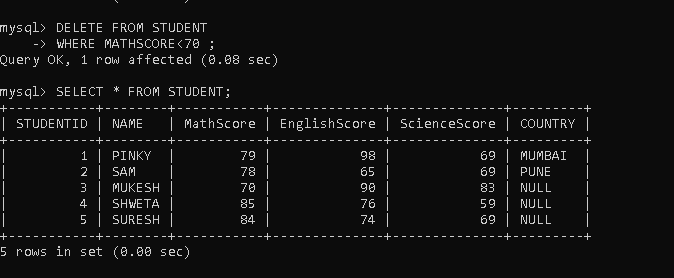 mysql> DELETE FROM STUDENT
    -> WHERE MATHSCORE<70 ;
Query OK, 1 row affected (0.08 sec)

mysql> SELECT * FROM STUDENT;
+-----------+--------+-----------+--------------+--------------+---------+
| STUDENTID | NAME   | MathScore | EnglishScore | ScienceScore | COUNTRY |
+-----------+--------+-----------+--------------+--------------+---------+
|         1 | PINKY  |        79 |           98 |           69 | MUMBAI  |
|         2 | SAM    |        78 |           65 |           69 | PUNE    |
|         3 | MUKESH |        70 |           90 |           83 | NULL    |
|         4 | SHWETA |        85 |           76 |           59 | NULL    |
|         5 | SURESH |        84 |           74 |           69 | NULL    |
+-----------+--------+-----------+--------------+--------------+---------+
5 rows in set (0.00 sec)